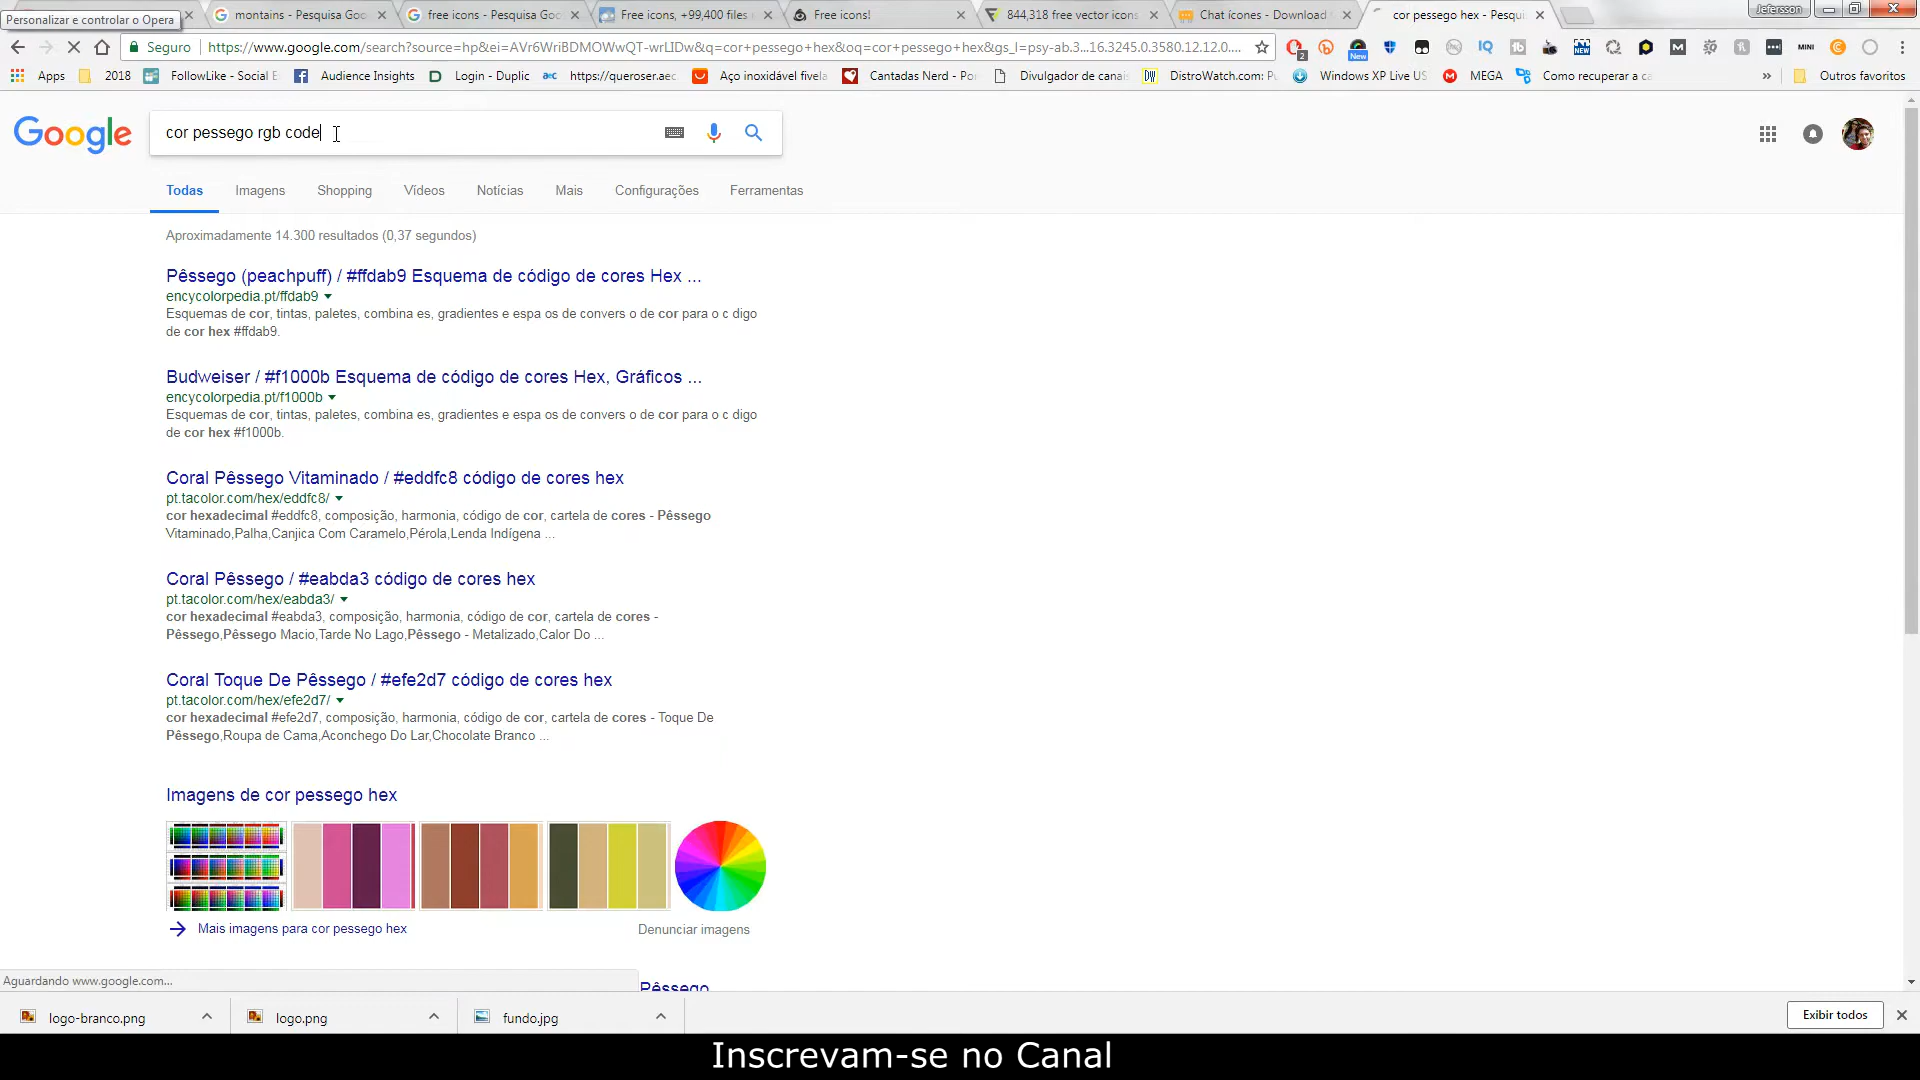 Personalizar e controlar o Opera
montains - Pesquisa Goo
free icons - Pesquisa Goo
Free icons, +99,400 files
Free icons!
844,318 free vector icons
Chat ícones - Download
cor pessego hex - Pesqui
Jefersson
Seguro
https://www.google.com/search?source=hp&ei=AVr6WriBDMOWwQT-wrLIDw&q=cor+pessego+hex&oq=cor+pessego+hex&gs_l=psy-ab.3...16.3245.0.3580.12.12.0....
Apps
2018
FollowLike - Social E
Audience Insights
Login - Duplic
https://queroser.aec
Aço inoxidável fivela
Cantadas Nerd - Por
Divulgador de canais
DistroWatch.com: Pu
Windows XP Live US
MEGA
Como recuperar a ca
Outros favoritos
Google
cor pessego rgb code
Todas
Imagens
Shopping
Vídeos
Notícias
Mais
Configurações
Ferramentas
Aproximadamente 14.300 resultados (0,37 segundos)
Pêssego (peachpuff) / #ffdab9 Esquema de código de cores Hex ...
encycolorpedia.pt/ffdab9
Esquemas de cor, tintas, paletes, combina es, gradientes e espa os de convers o de cor para o c digo
de cor hex #ffdab9.
Budweiser / #f1000b Esquema de código de cores Hex, Gráficos ...
encycolorpedia.pt/f1000b
Esquemas de cor, tintas, paletes, combina es, gradientes e espa os de convers o de cor para o c digo
de cor hex #f1000b.
Coral Pêssego Vitaminado / #eddfc8 código de cores hex
pt.tacolor.com/hex/eddfc8/
cor hexadecimal #eddfc8, composição, harmonia, código de cor, cartela de cores - Pêssego
Vitaminado,Palha,Canjica Com Caramelo,Pérola,Lenda Indígena ...
Coral Pêssego / #eabda3 código de cores hex
pt.tacolor.com/hex/eabda3/
cor hexadecimal #eabda3, composição, harmonia, código de cor, cartela de cores -
Pêssego,Pêssego Macio,Tarde No Lago,Pêssego - Metalizado,Calor Do ...
Coral Toque De Pêssego / #efe2d7 código de cores hex
pt.tacolor.com/hex/efe2d7/
cor hexadecimal #efe2d7, composição, harmonia, código de cor, cartela de cores - Toque De
Pêssego,Roupa de Cama,Aconchego Do Lar,Chocolate Branco ...
Imagens de cor pessego hex
Mais imagens para cor pessego hex
Denunciar imagens
Aguardando www.google.com...
Pêssego
logo-branco.png
logo.png
fundo.jpg
Exibir todos
Inscrevam-se no Canal